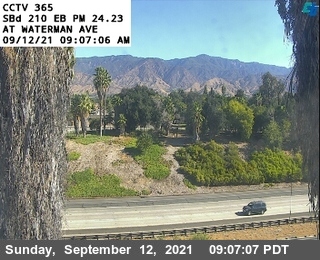 CCTV 365
SBd 210 EB PM 24.23
AT WATERMAN AVE
09/12/21 09:07:06 AM
Sunday, September 12, 2021 09:07:07 PDT